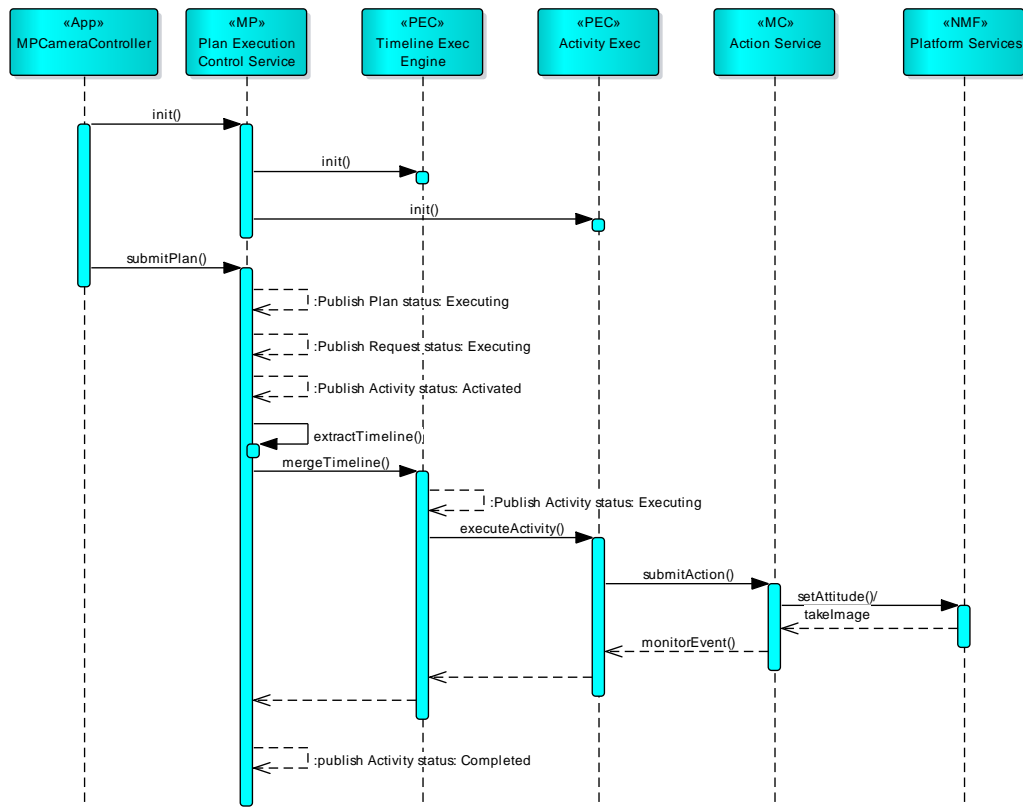 «App»
MPCameraController
«MP»
Plan Execution
Control Service
«PEC»
Timeline Exec
Engine
«PEC»
Activity Exec
«MC»
Action Service
«NMF»
Platform Services
init()
init()
init()
submitPlan()
:Publish Plan status: Executing
:Publish Request status: Executing
:Publish Activity status: Activated
extractTimeline()
mergeTimeline()
:Publish Activity status: Executing
executeActivity()
submitAction()
setAttitude()/
takeImage
monitorEvent()
:publish Activity status: Completed